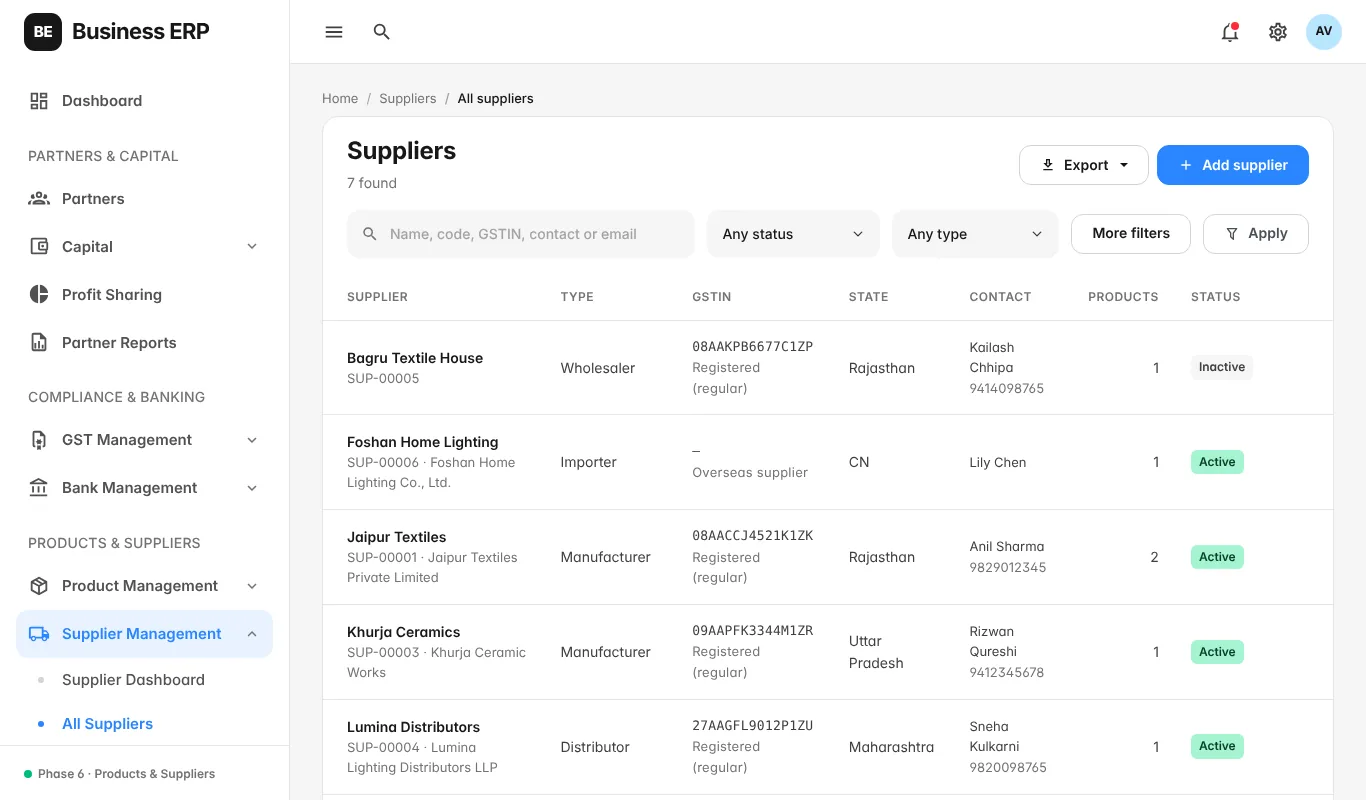 BE Business ERP
AV
Dashboard
PARTNERS & CAPITAL
Partners
Capital
Profit Sharing
Partner Reports
COMPLIANCE & BANKING
GST Management
Bank Management
PRODUCTS & SUPPLIERS
Product Management
Supplier Management
Supplier Dashboard
All Suppliers
Phase 6 · Products & Suppliers
Home / Suppliers / All suppliers
Suppliers
7 found
Export
+ Add supplier
Name, code, GSTIN, contact or email
Any status
Any type
More filters
Apply
SUPPLIER TYPE GSTIN STATE CONTACT PRODUCTS STATUS
Bagru Textile House
SUP-00005
Wholesaler
08AAKPB6677C1ZP
Registered
(regular)
Rajasthan
Kailash
Chhipa
9414098765
1
Inactive
Foshan Home Lighting
SUP-00006 · Foshan Home
Lighting Co., Ltd.
Importer
—
Overseas supplier
CN
Lily Chen
1
Active
Jaipur Textiles
SUP-00001 · Jaipur Textiles
Private Limited
Manufacturer
08AACCJ4521K1ZK
Registered
(regular)
Rajasthan
Anil Sharma
9829012345
2
Active
Khurja Ceramics
SUP-00003 · Khurja Ceramic
Works
Manufacturer
09AAPFK3344M1ZR
Registered
(regular)
Uttar
Pradesh
Rizwan
Qureshi
9412345678
1
Active
Lumina Distributors
SUP-00004 · Lumina
Lighting Distributors LLP
Distributor
27AAGFL9012P1ZU
Registered
(regular)
Maharashtra
Sneha
Kulkarni
9820098765
1
Active